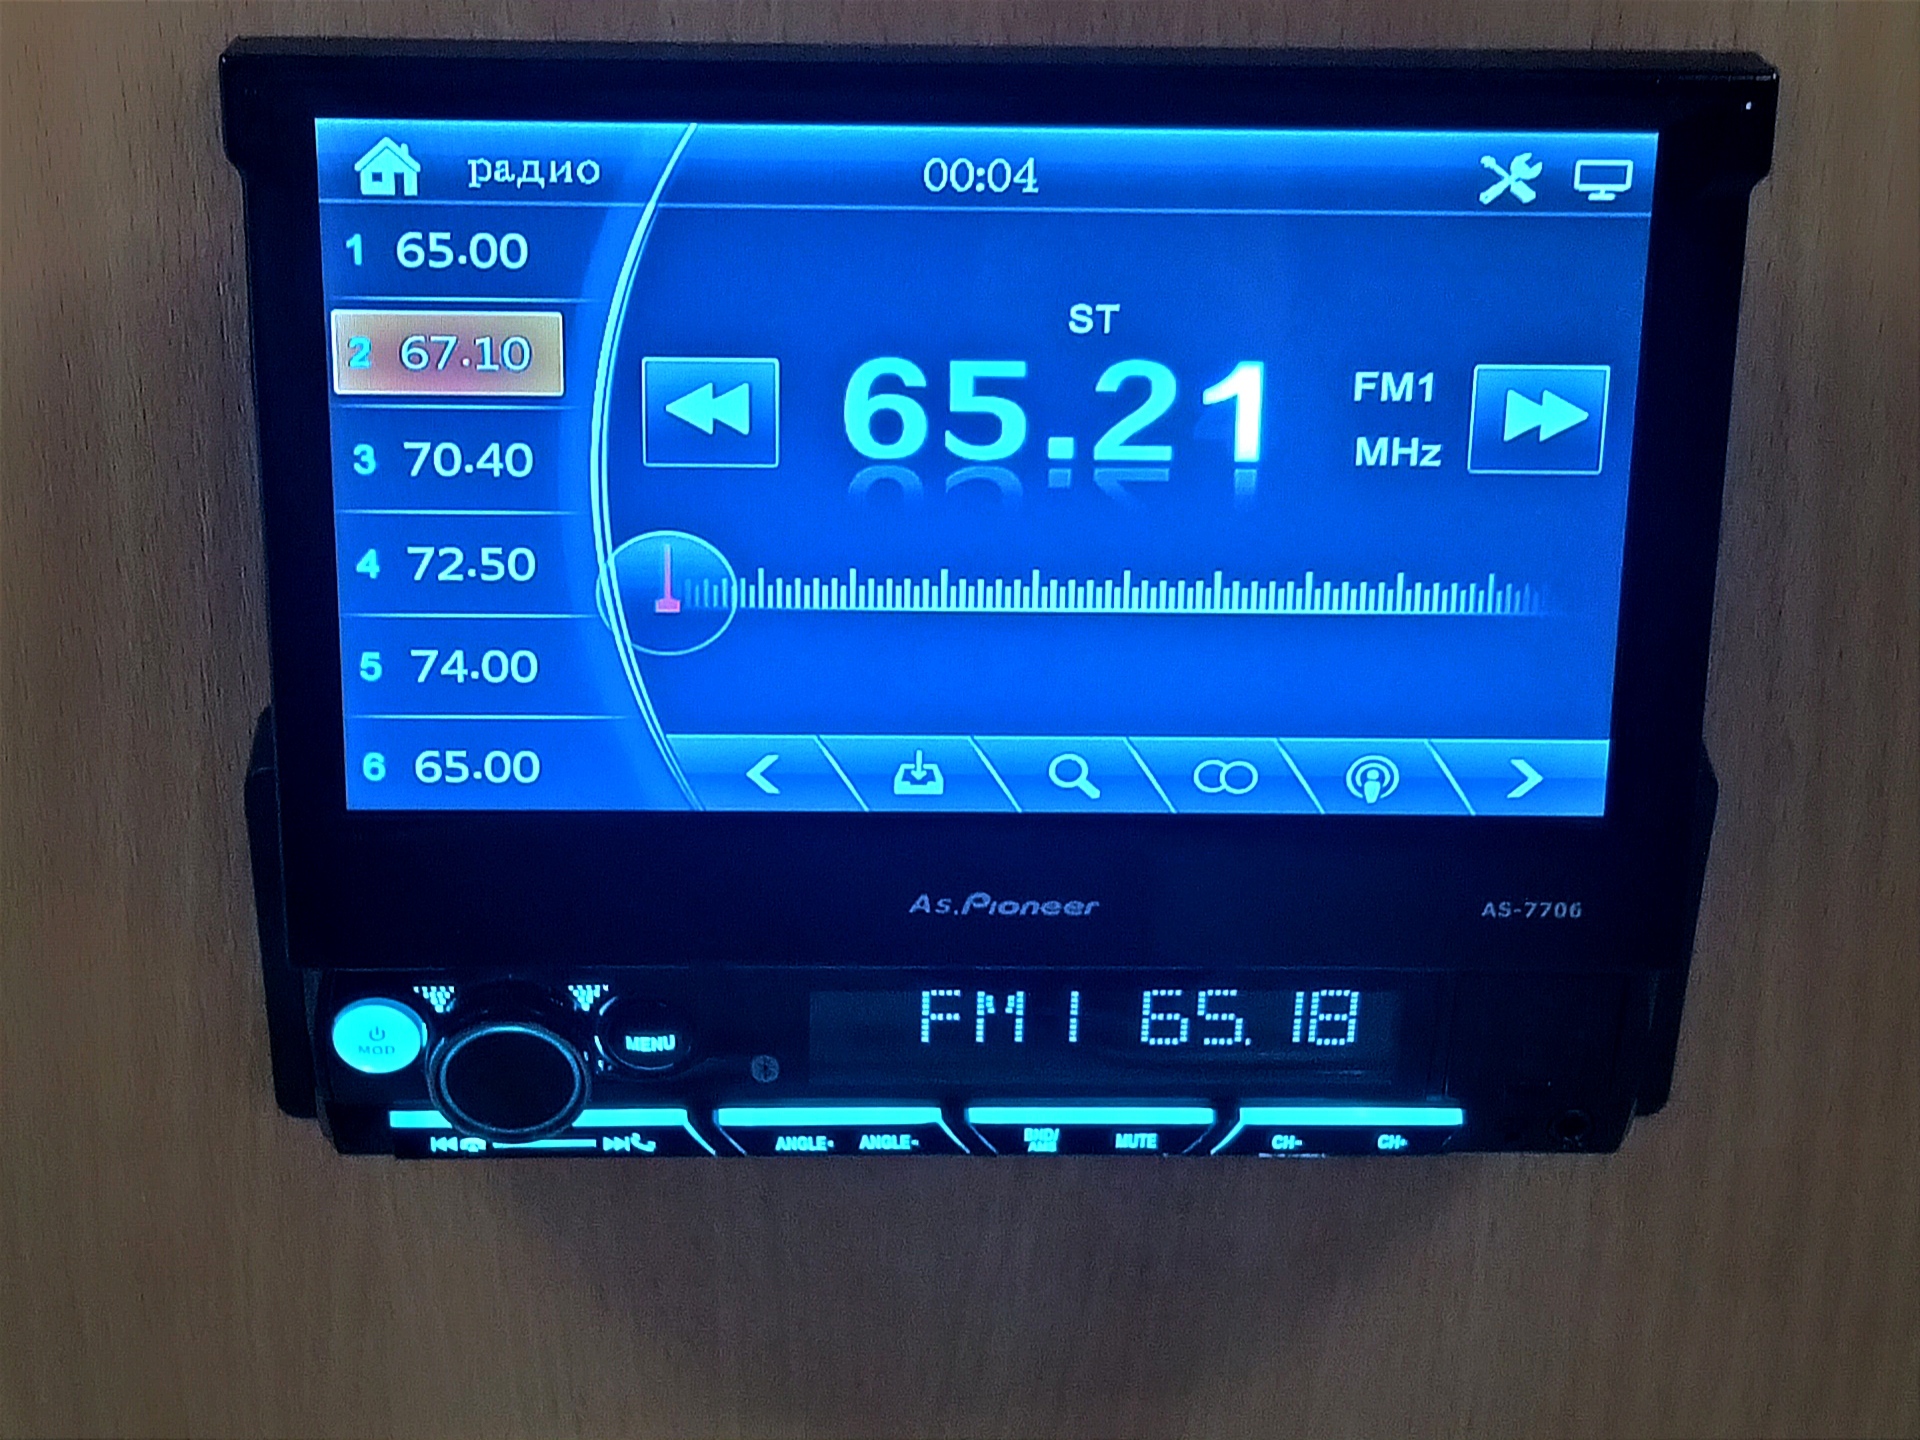 радио 00:04
1 65.00
2 67.10
3 70.40
4 72.50
5 74.00
6 65.00
ST
65.21
FM1
MHz
As.Pioneer AS-7706
MOD MENU FM1 65.18
ANGLE+ ANGLE- BND/ MUTE CH- CH+